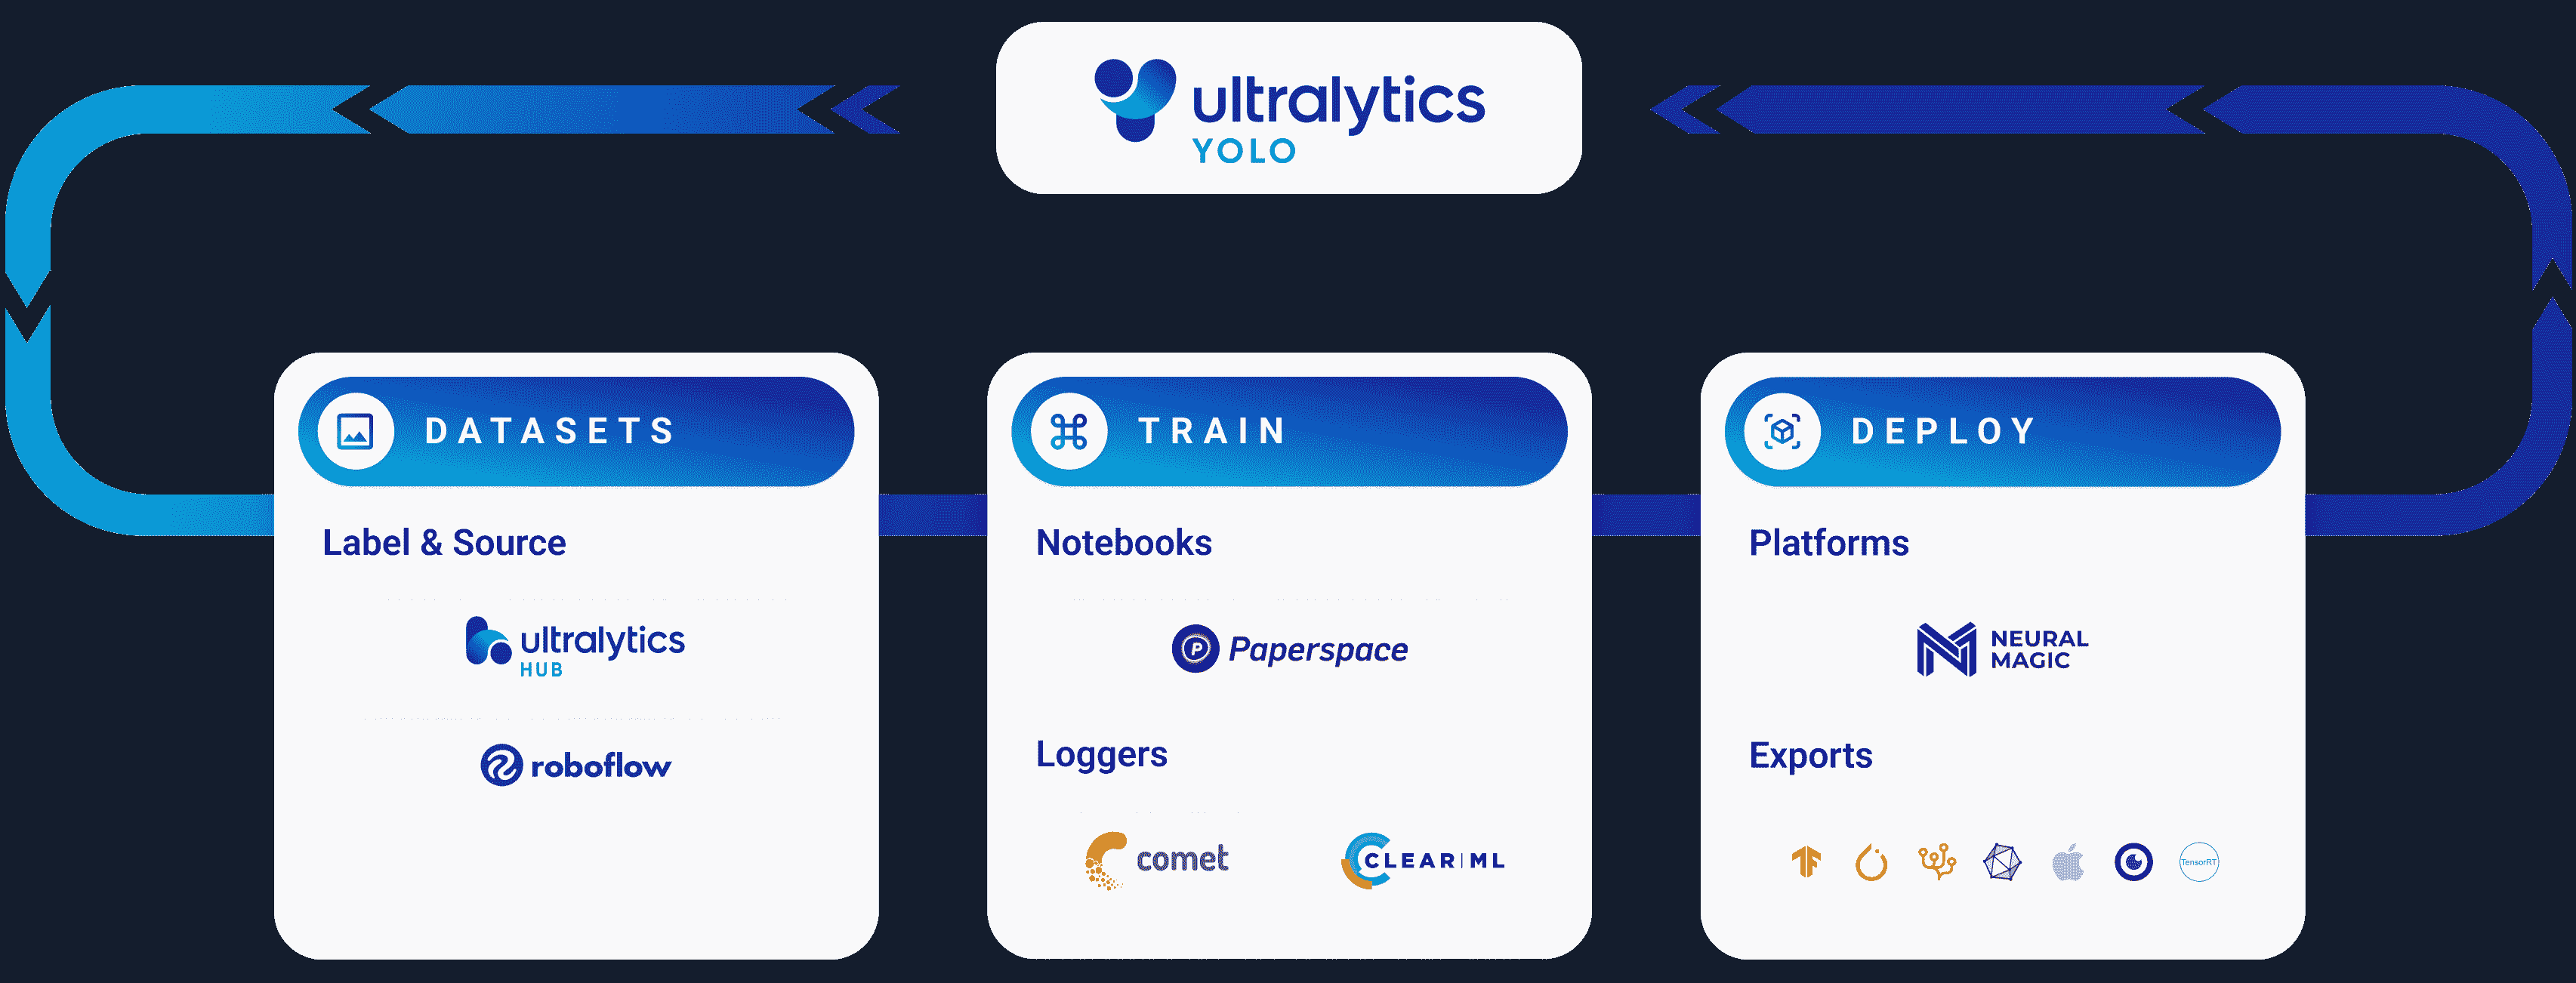 ultralytics
YOLO
DATASETS
Label & Source
ultralytics
HUB
roboflow
TRAIN
Notebooks
P Paperspace
Loggers
comet
CLEAR|ML
DEPLOY
Platforms
NEURAL
MAGIC
Exports
TensorRT